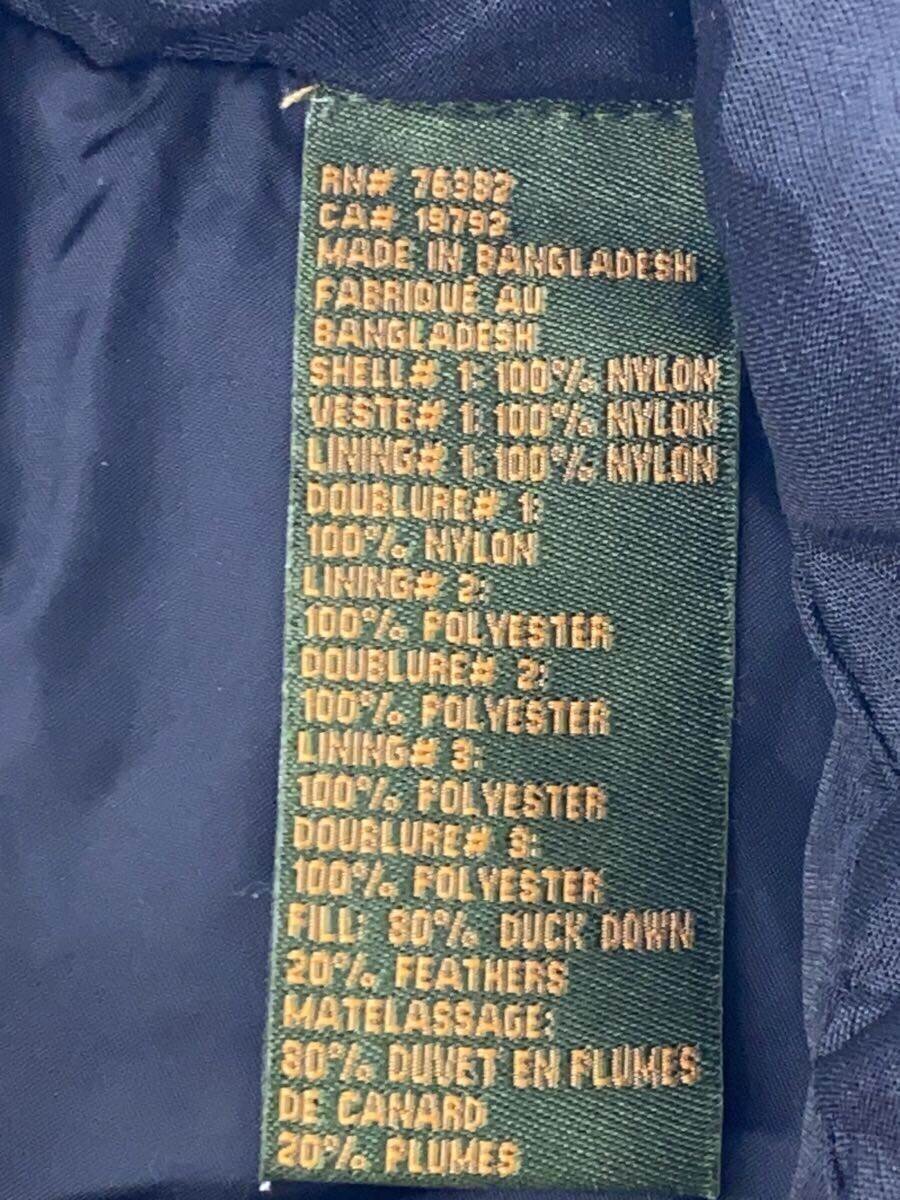 RN# 76982
CA# 19792
MADE IN BANGLADESH
FABRIQUÉ AU
BANGLADESH
SHELL# 1: 100% NYLON
VESTE# 1: 100% NYLON
LINING# 1: 100% NYLON
DOUBLURE# 1:
100% NYLON
LINING# 2:
100% POLYESTER
DOUBLURE# 2:
100% POLYESTER
LINING# 3:
100% POLYESTER
DOUBLURE# 3:
100% POLYESTER
FILL: 80% DUCK DOWN
20% FEATHERS
MATELASSAGE:
80% DUVET EN PLUMES
DE CANARD
20% PLUMES